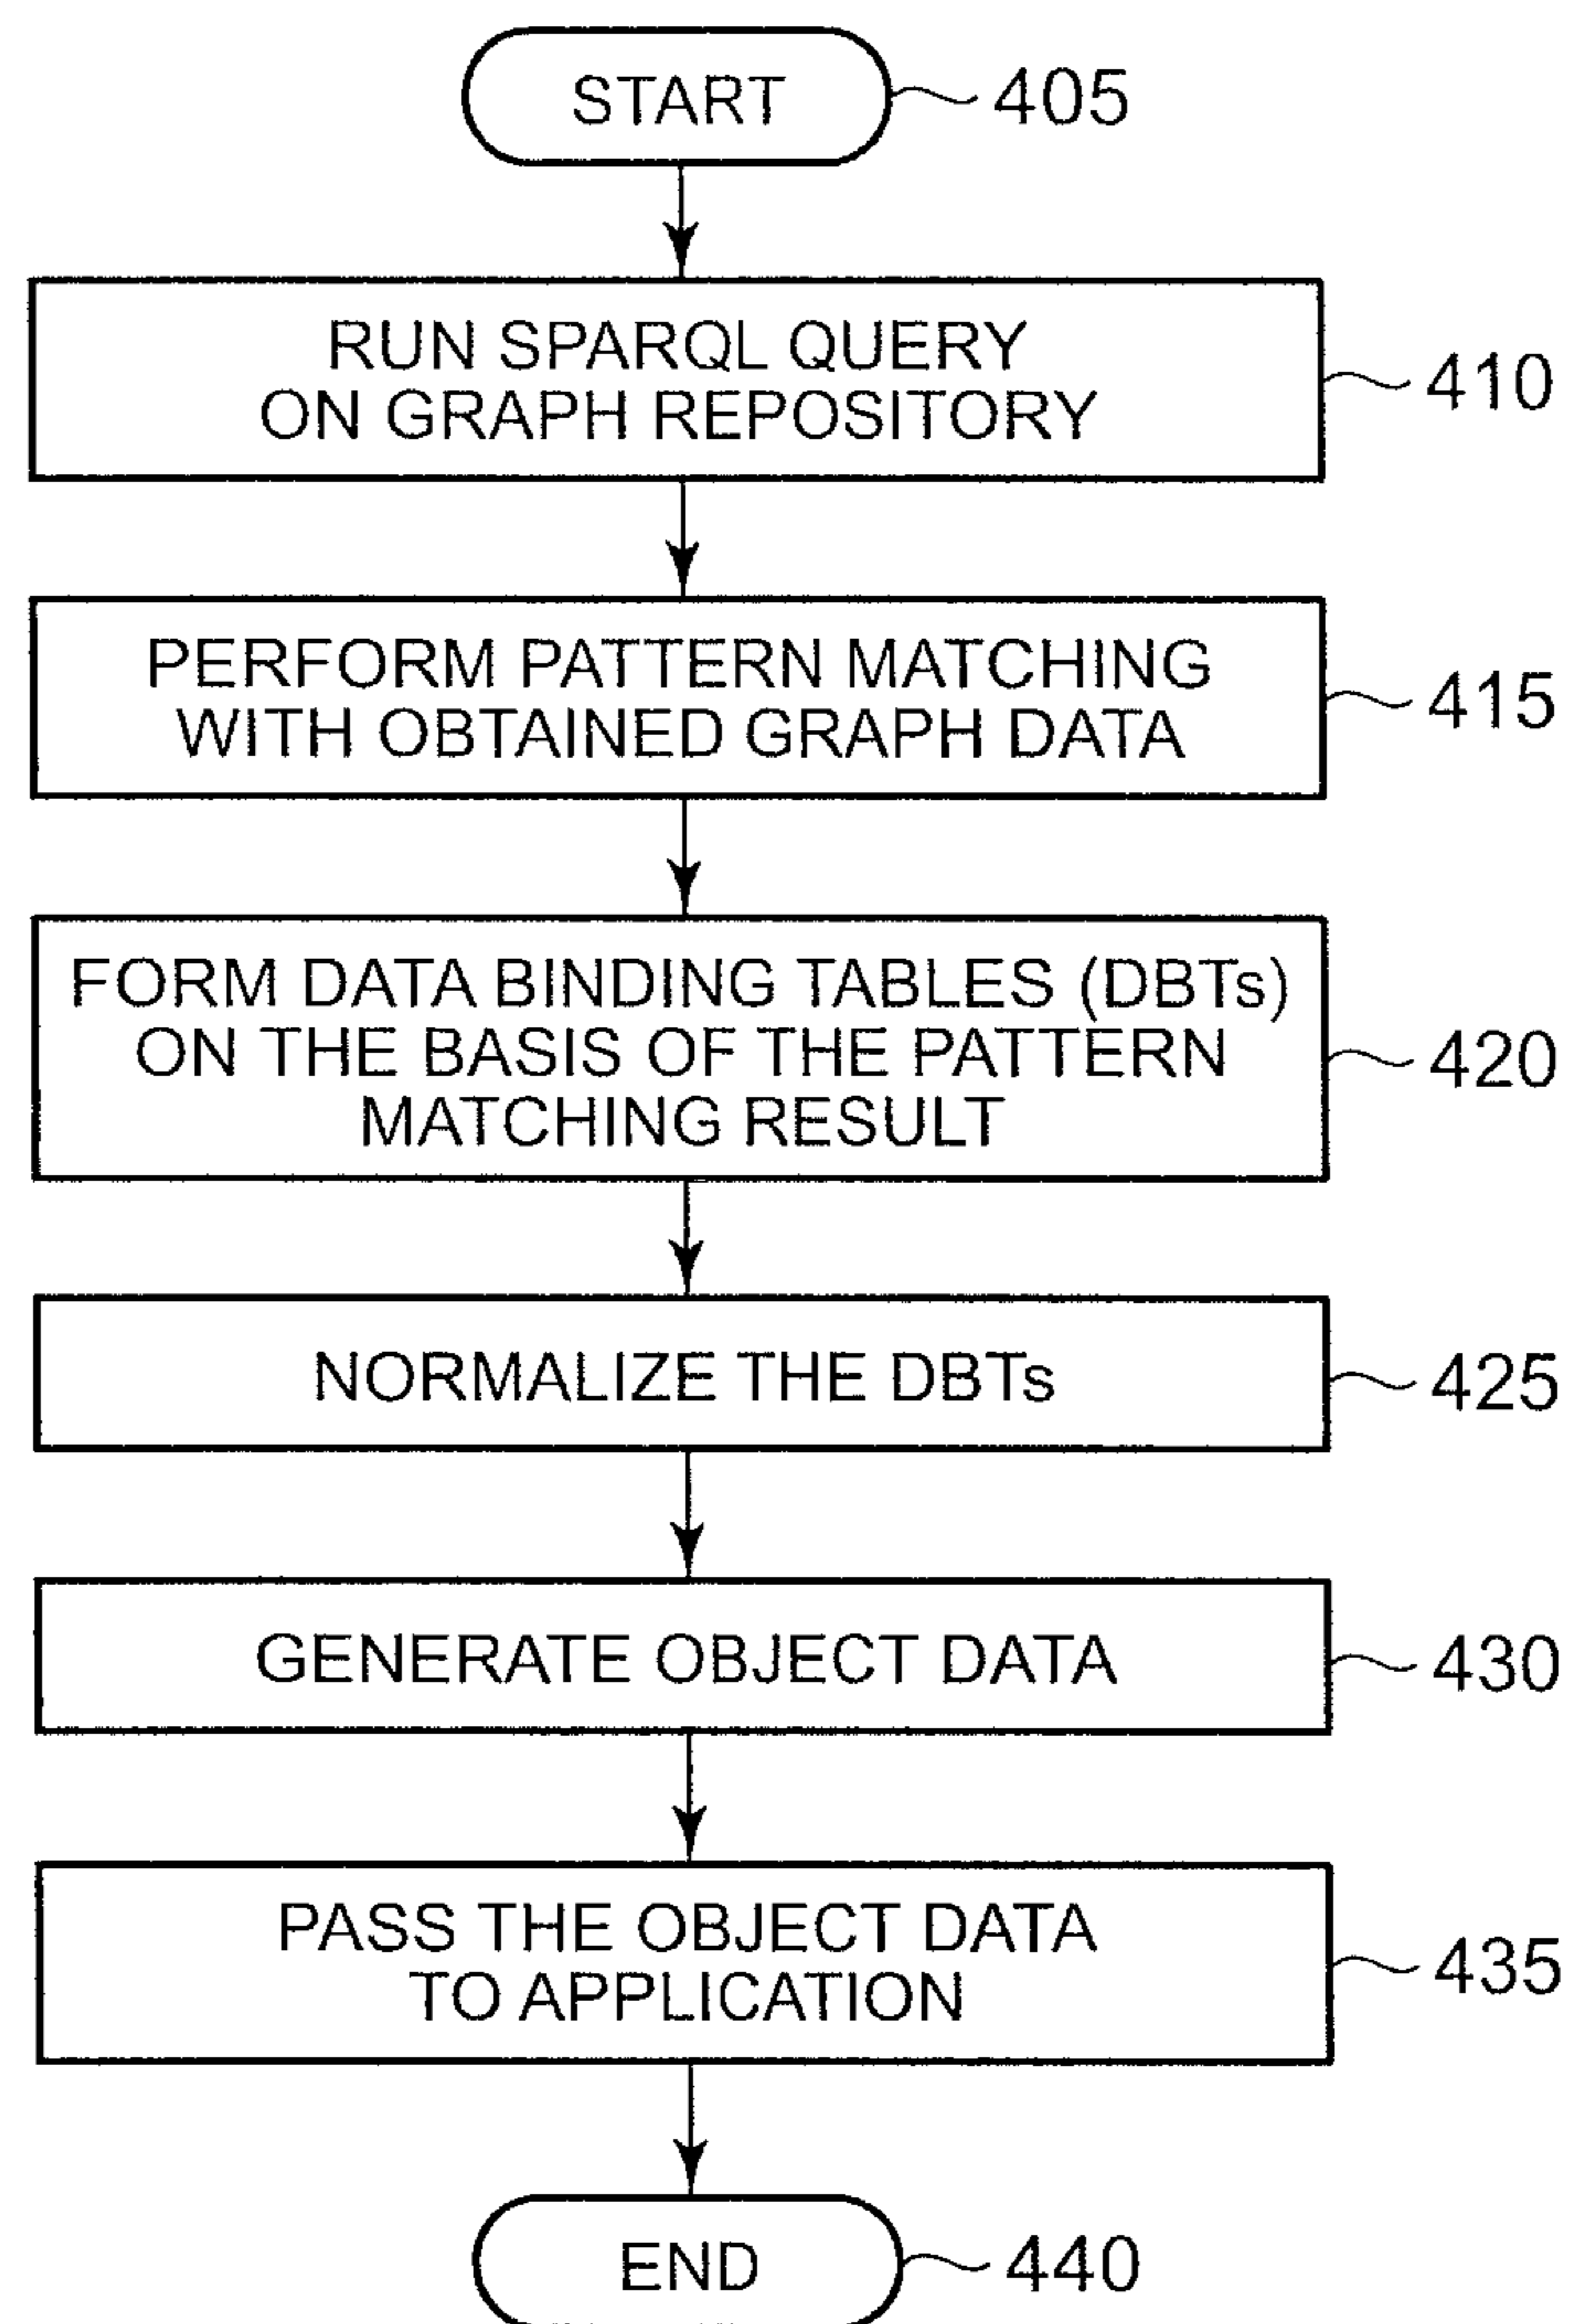 START
405
RUN SPARQL QUERY
ON GRAPH REPOSITORY
410
PERFORM PATTERN MATCHING
WITH OBTAINED GRAPH DATA
415
FORM DATA BINDING TABLES (DBTs)
ON THE BASIS OF THE PATTERN
MATCHING RESULT
420
NORMALIZE THE DBTs
425
GENERATE OBJECT DATA
430
PASS THE OBJECT DATA
TO APPLICATION
435
END
440